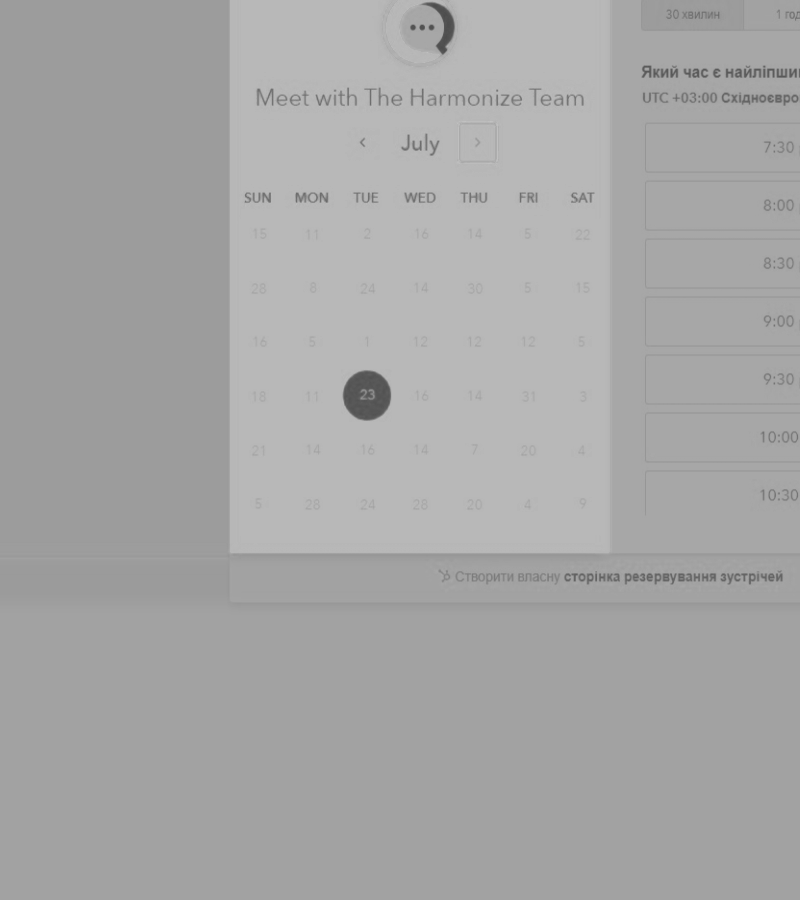 Meet with The Harmonize Team
July
SUN MON TUE WED THU FRI SAT
15 11 2 16 14 5 22
28 8 24 14 30 5 15
16 5 1 12 12 12 5
18 11 23 16 14 31 3
21 14 16 14 7 20 4
5 28 24 28 20 4 9
30 хвилин 1 год
Який час є найліпши
UTC +03:00 Східноєвро
7:30
8:00
8:30
9:00
9:30
10:00
10:30
Створити власну сторінка резервування зустрічей